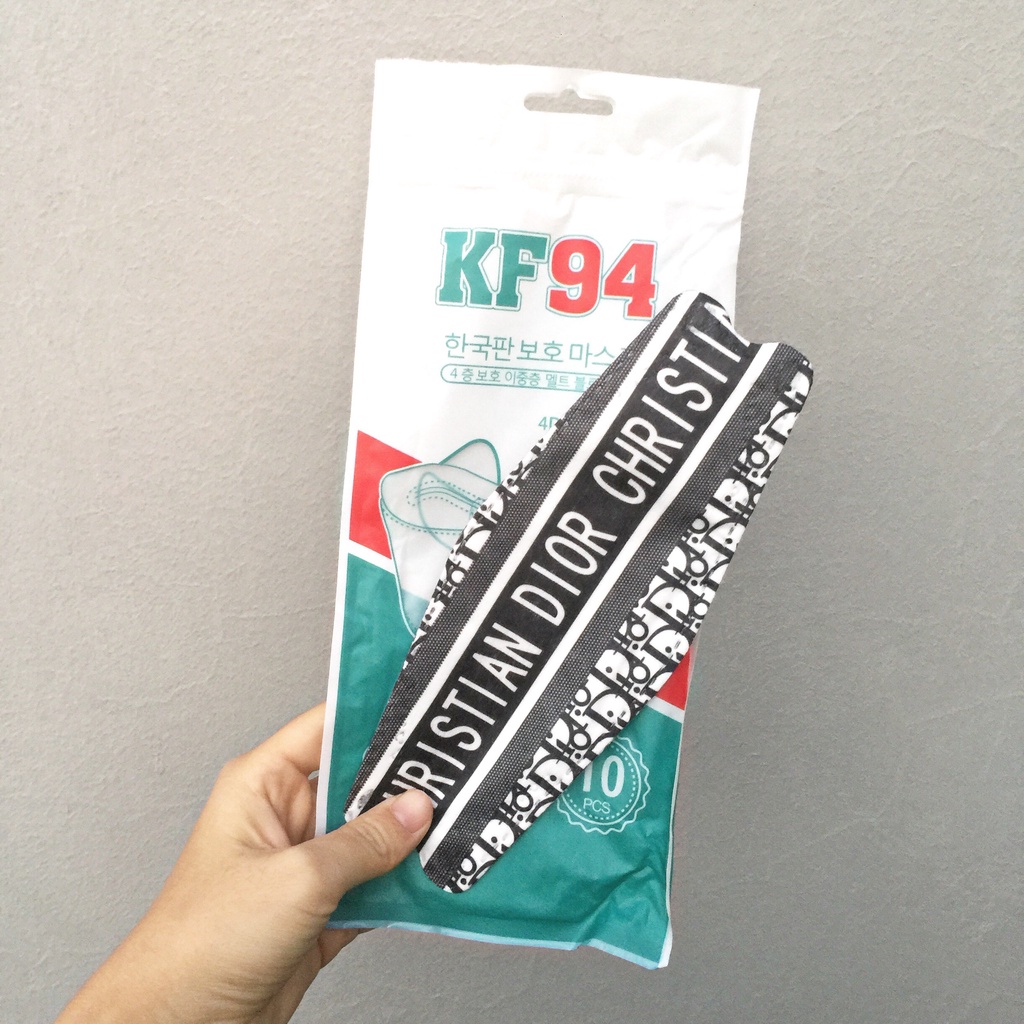 KF94
한국판 보호 마스
4 층 보호 이중층 멜트 블
CHRISTIAN DIOR CHRISTI
10
PCS